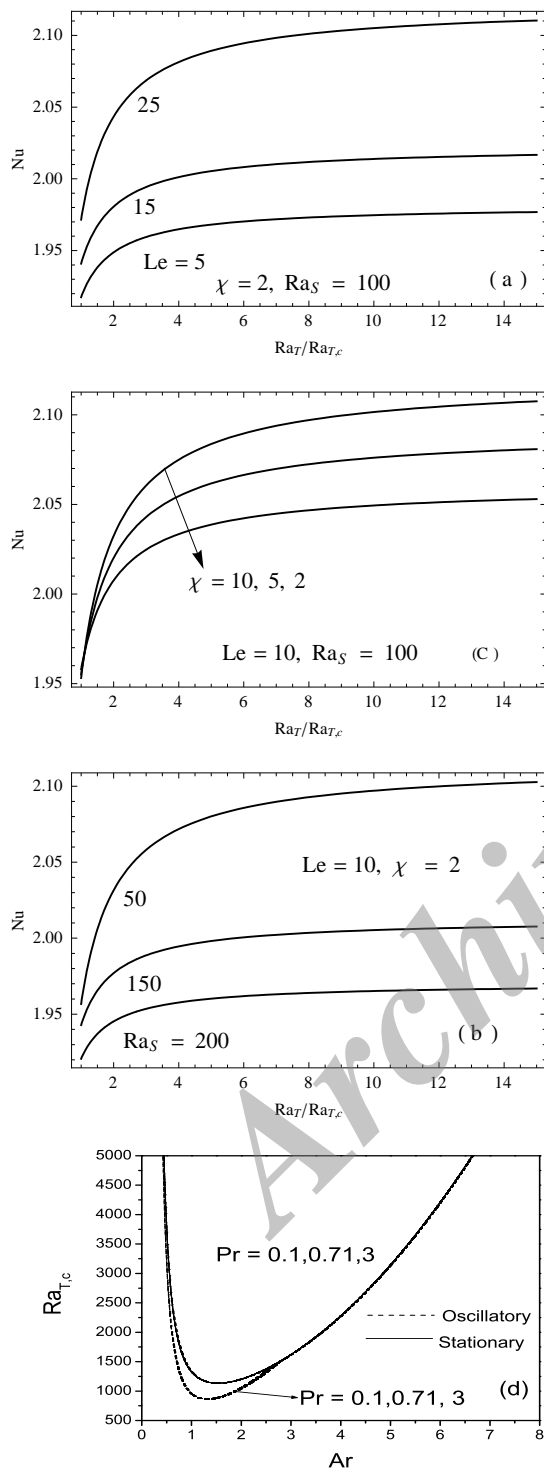 2.10
2.05
2.00
1.95
Nu
25
15
Le = 5
χ = 2, Ra_S = 100
( a )
2 4 6 8 10 12 14
Ra_T/Ra_{T,c}
2.10
2.05
2.00
1.95
Nu
χ = 10, 5, 2
Le = 10, Ra_S = 100
(C)
2 4 6 8 10 12 14
Ra_T/Ra_{T,c}
2.10
2.05
2.00
1.95
Nu
Le = 10, χ = 2
50
150
Ra_S = 200
( b )
2 4 6 8 10 12 14
Ra_T/Ra_{T,c}
Archi
5000
4500
4000
3500
3000
2500
2000
1500
1000
500
Ra_{T,c}
Pr = 0.1,0.71,3
Oscillatory
Stationary
Pr = 0.1,0.71, 3
(d)
0 1 2 3 4 5 6 7 8
Ar